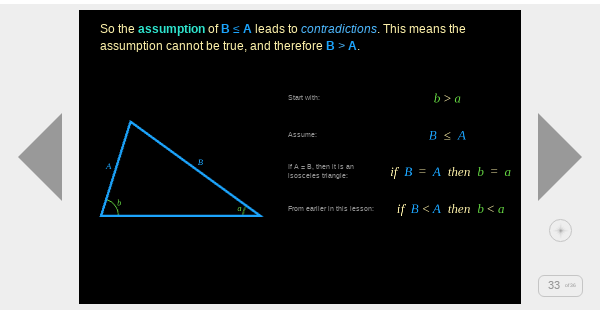 So the assumption of B ≤ A leads to contradictions. This means the
assumption cannot be true, and therefore B > A.
Start with:
b > a
Assume:
B ≤ A
If A = B, then it is an
isosceles triangle:
if B = A then b = a
From earlier in this lesson:
if B < A then b < a
A
B
b
a
33 of 36